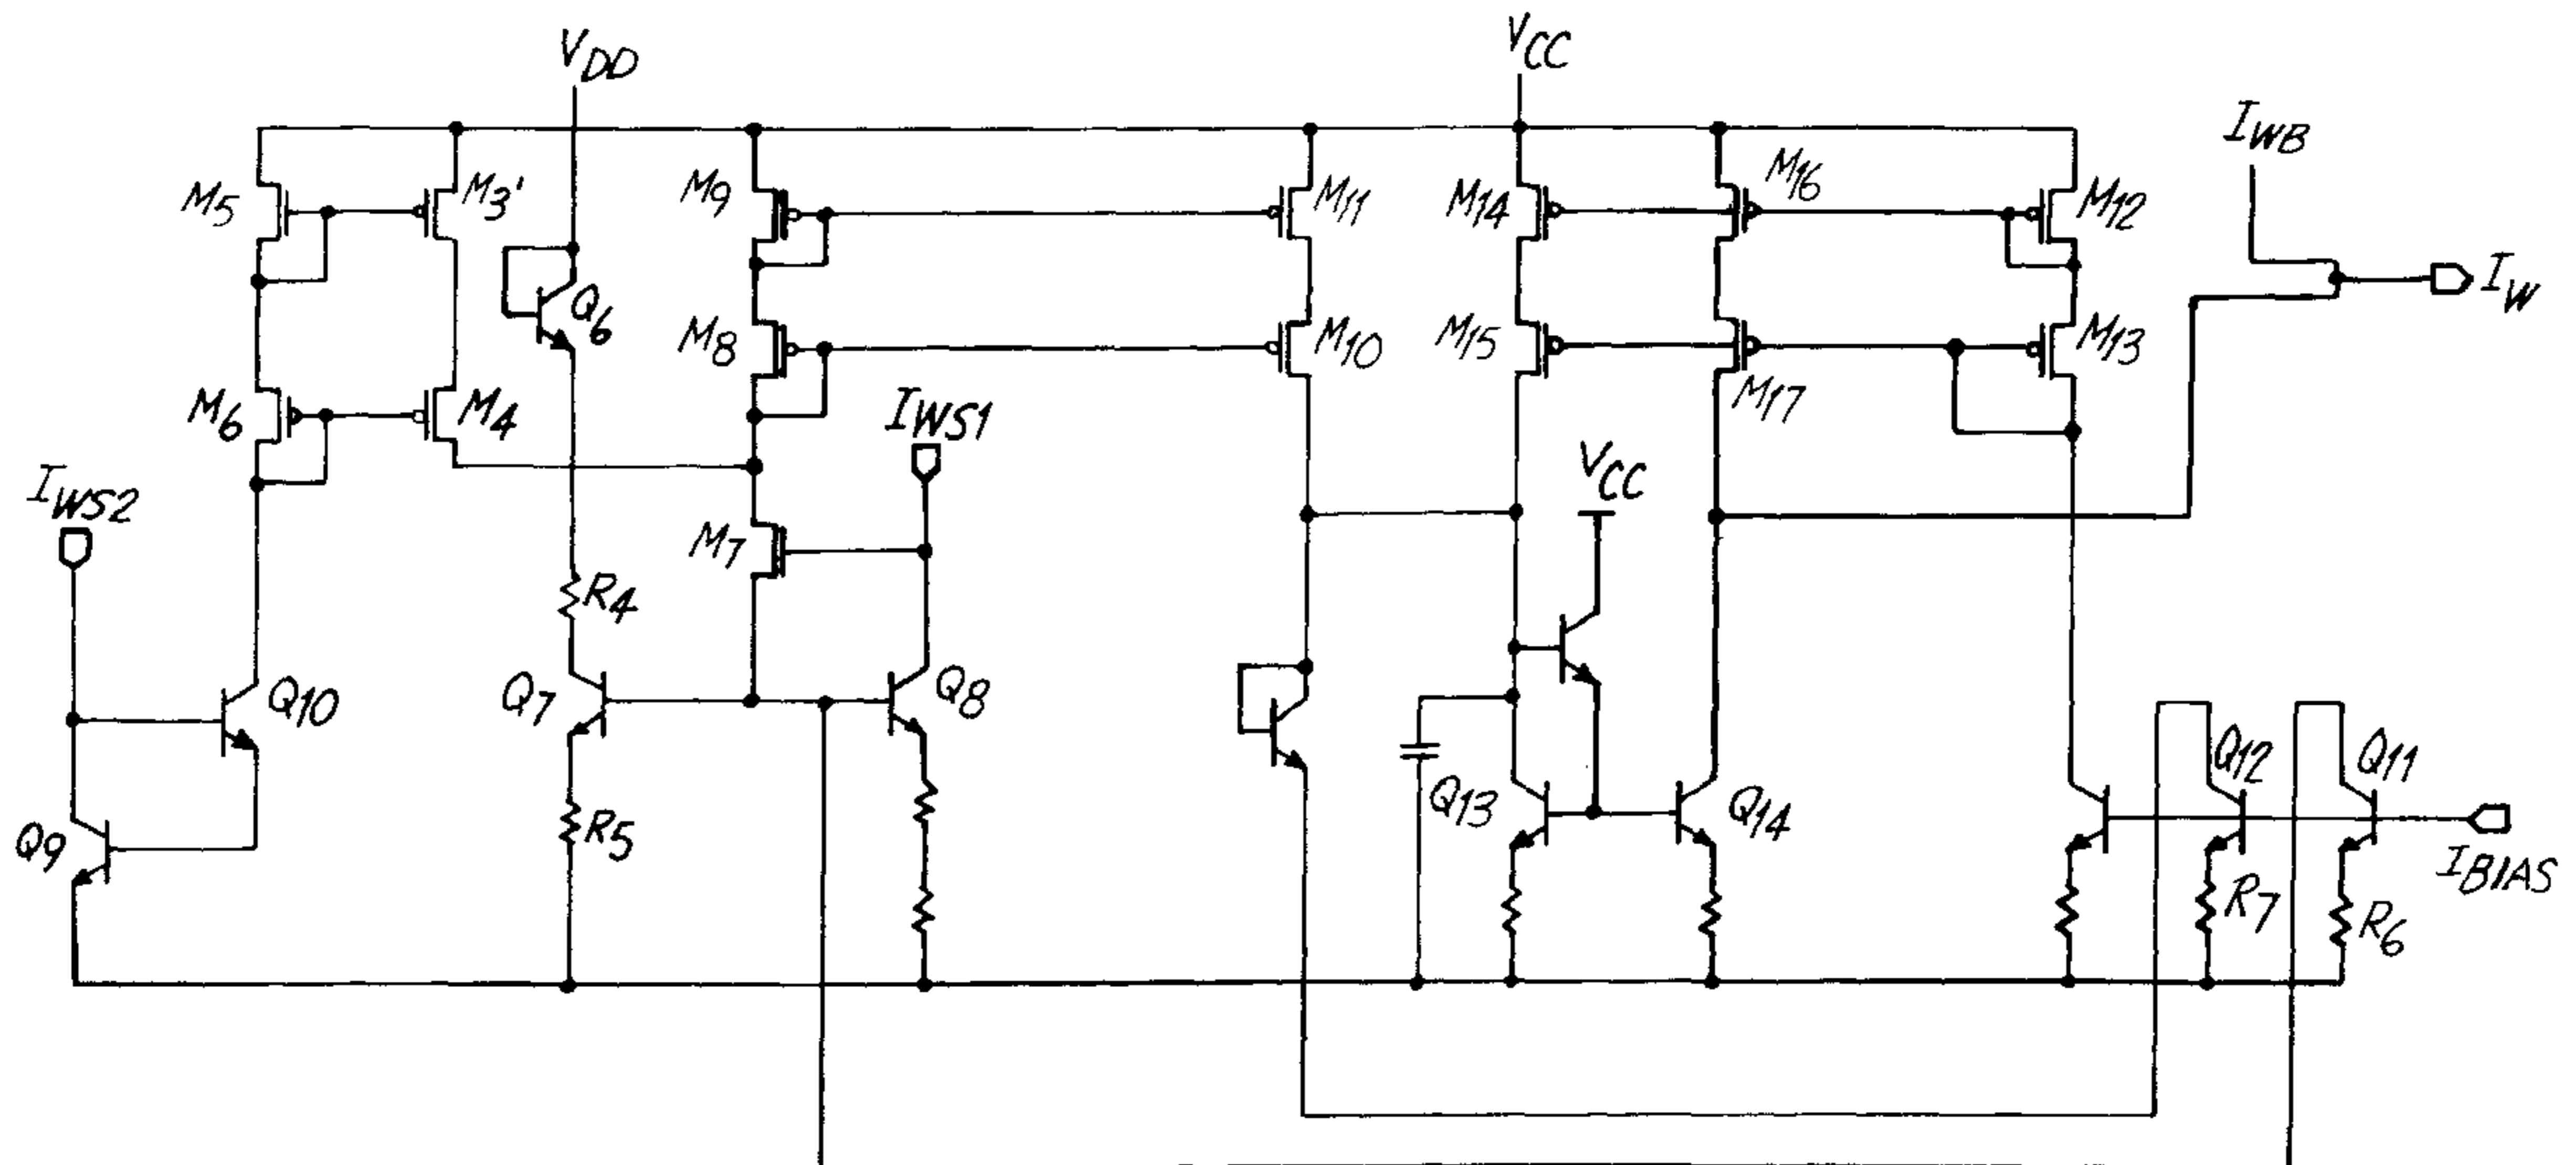 VDD
VCC
IWB
M5
M3'
M9
M11
M14
M16
M12
IW
Q6
M6
M4
M8
M10
M15
M17
M13
IWS1
IWS2
VCC
M7
R4
Q10
Q7
Q8
Q9
R5
Q13
Q14
Q12
Q11
R7
R6
IBIAS